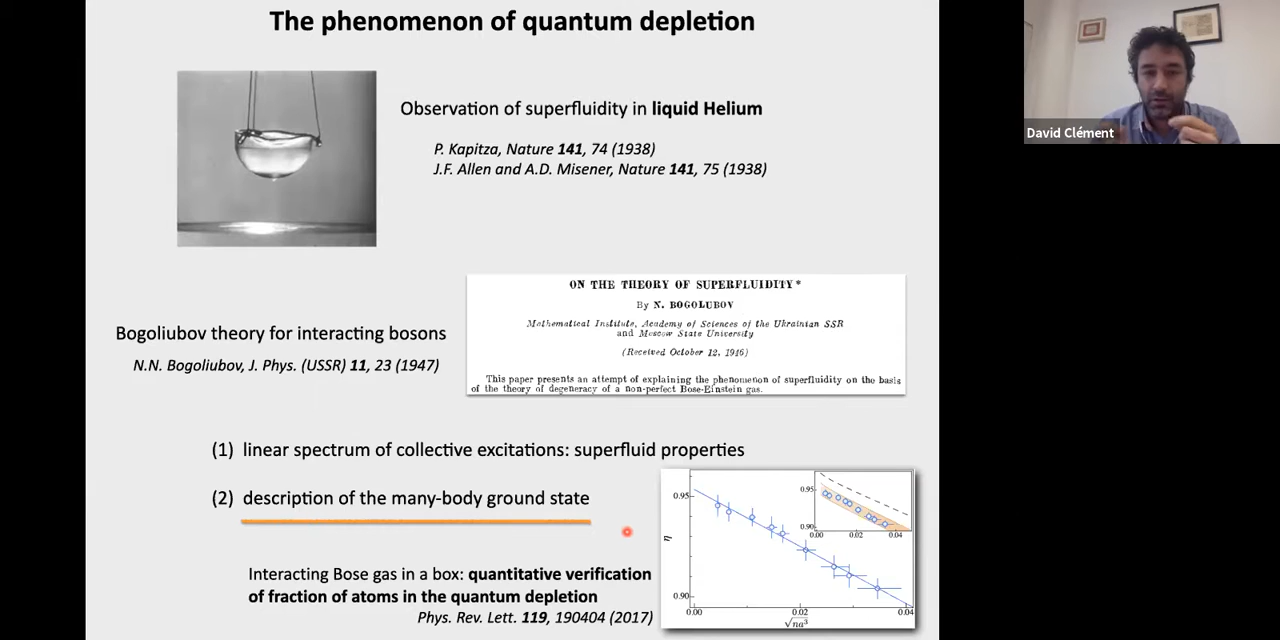 The phenomenon of quantum depletion
David Clément
Observation of superfluidity in liquid Helium
P. Kapitza, Nature 141, 74 (1938)
J.F. Allen and A.D. Misener, Nature 141, 75 (1938)
ON THE THEORY OF SUPERFLUIDITY*
By N. BOGOLUBOV
Mathematical Institute, Academy of Sciences of the Ukrainian SSR
and Moscow State University
(Received October 12, 1946)
This paper presents an attempt of explaining the phenomenon of superfluidity on the basis
of the theory of degeneracy of a non-perfect Bose-Einstein gas.
Bogoliubov theory for interacting bosons
N.N. Bogoliubov, J. Phys. (USSR) 11, 23 (1947)
(1) linear spectrum of collective excitations: superfluid properties
(2) description of the many-body ground state
0.95
η
0.90
0.00
0.02
0.04
√na³
0.95
0.90
0.00
0.02
0.04
Interacting Bose gas in a box: quantitative verification
of fraction of atoms in the quantum depletion
Phys. Rev. Lett. 119, 190404 (2017)